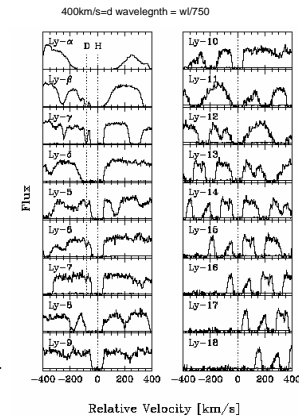 400km/s=d wavelegnth = wl/750
D H
Ly-α
Ly-β
Ly-γ
Ly-δ
Ly-5
Ly-6
Ly-7
Ly-8
Ly-9
Ly-10
Ly-11
Ly-12
Ly-13
Ly-14
Ly-15
Ly-16
Ly-17
Ly-18
Flux
-400 -200 0 200 400
-400 -200 0 200 400
Relative Velocity [km/s]